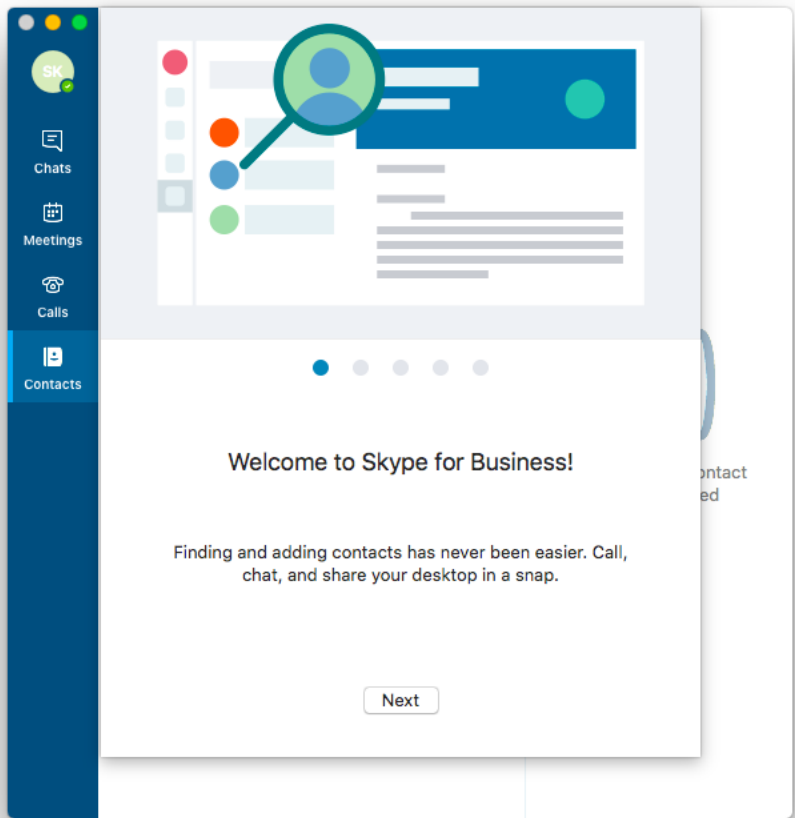 SK
Chats
Meetings
Calls
Contacts
Welcome to Skype for Business!
Finding and adding contacts has never been easier. Call,
chat, and share your desktop in a snap.
Next